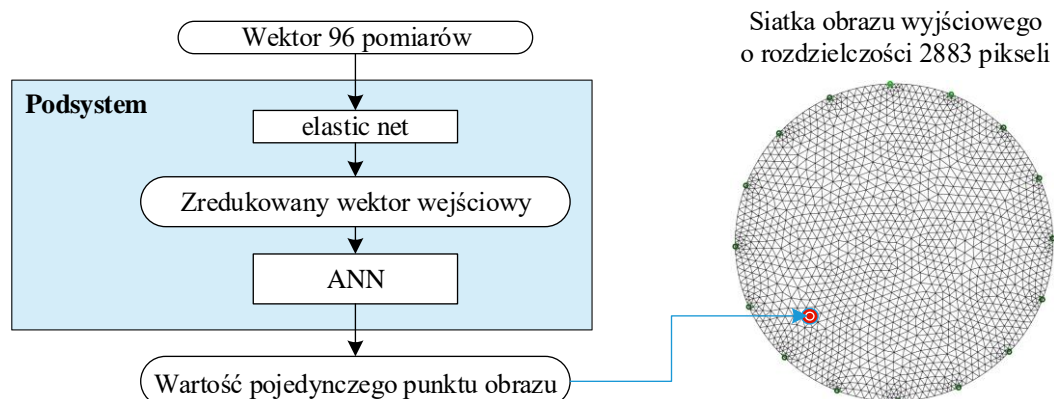 Wektor 96 pomiarów
Podsystem
elastic net
Zredukowany wektor wejściowy
ANN
Wartość pojedynczego punktu obrazu
Siatka obrazu wyjściowego
o rozdzielczości 2883 pikseli